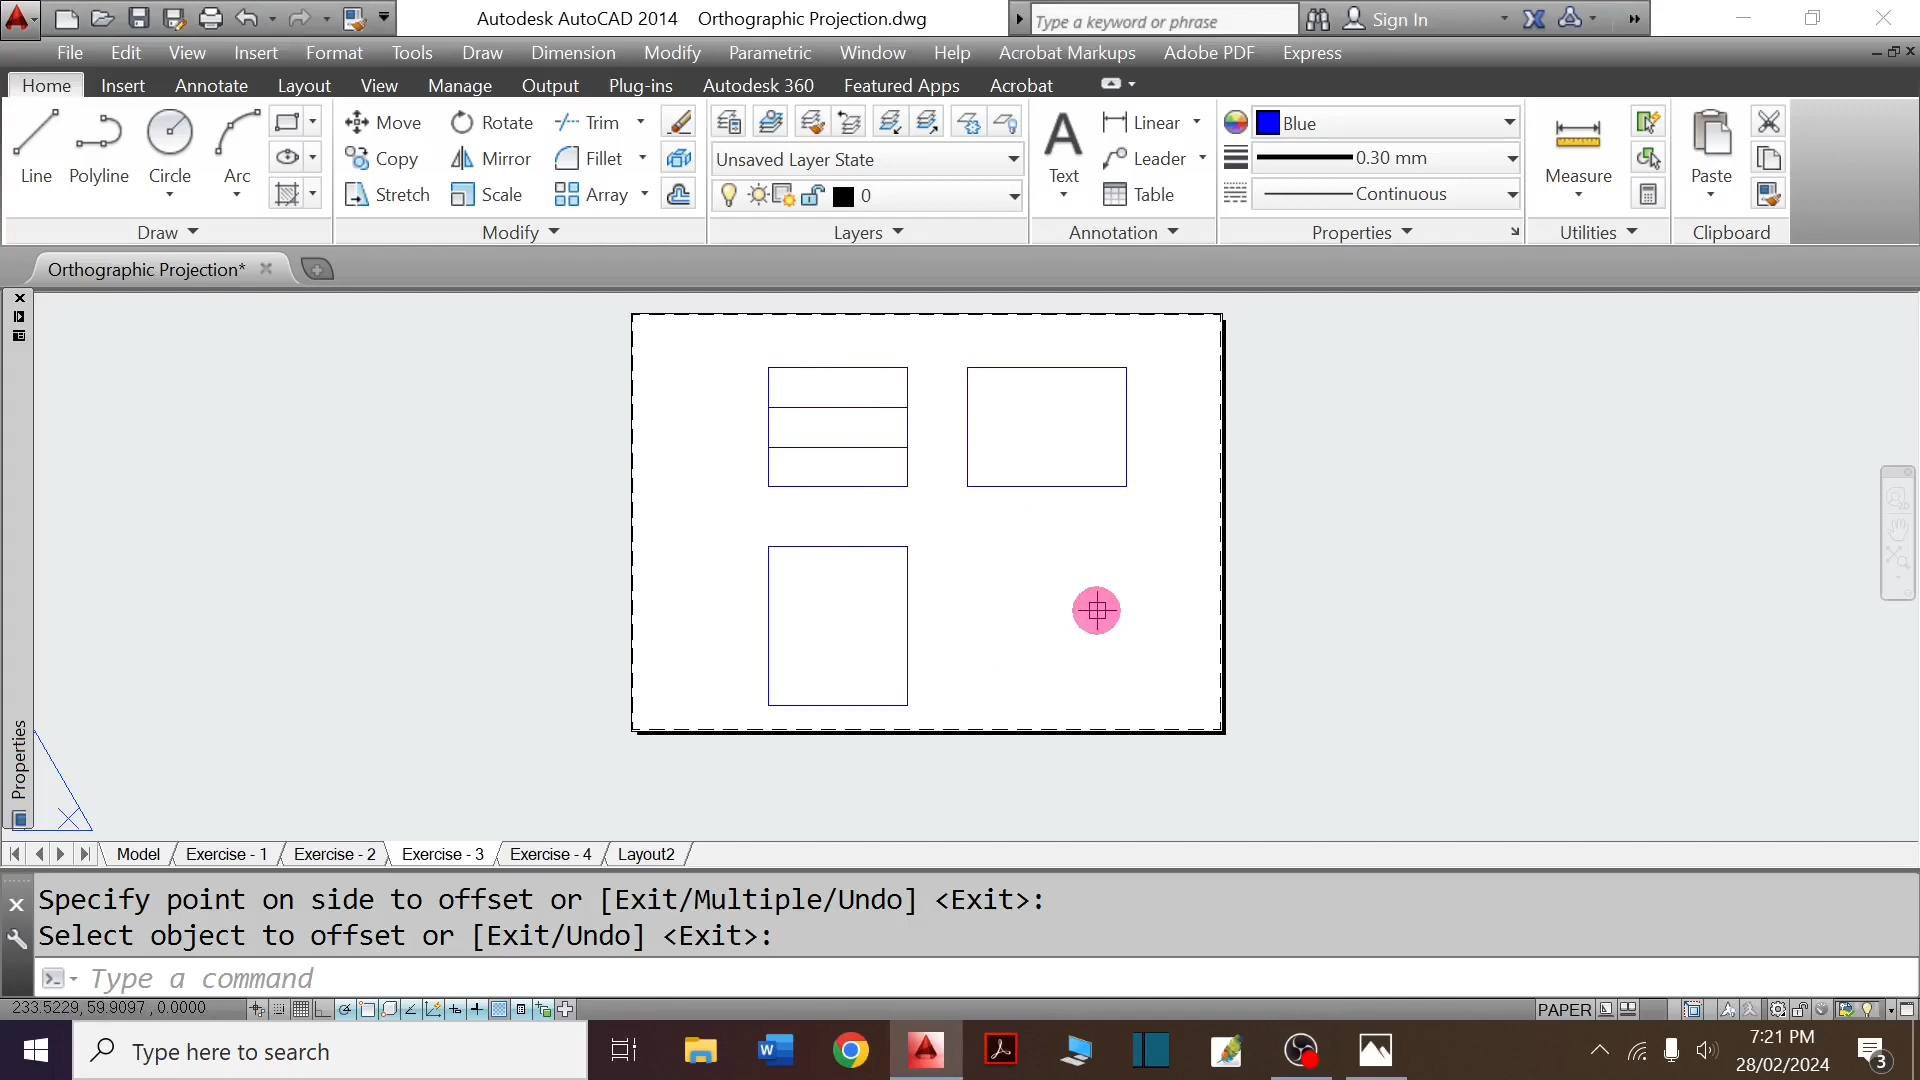 Autodesk AutoCAD 2014 Orthographic Projection.dwg
Type a keyword or phrase
Sign In
File Edit View Insert Format Tools Draw Dimension Modify Parametric Window Help Acrobat Markups Adobe PDF Express
Home Insert Annotate Layout View Manage Output Plug-ins Autodesk 360 Featured Apps Acrobat
Line Polyline Circle Arc
Move Rotate Trim
Copy Mirror Fillet
Stretch Scale Array
Unsaved Layer State
0
Text
Linear
Leader
Table
Blue
0.30 mm
Continuous
Measure
Paste
Draw Modify Layers Annotation Properties Utilities Clipboard
Orthographic Projection*
Properties
Model Exercise - 1 Exercise - 2 Exercise - 3 Exercise - 4 Layout2
Specify point on side to offset or [Exit/Multiple/Undo] <Exit>:
Select object to offset or [Exit/Undo] <Exit>:
Type a command
233.5229, 59.9097 , 0.0000
PAPER
Type here to search
7:21 PM
28/02/2024
3